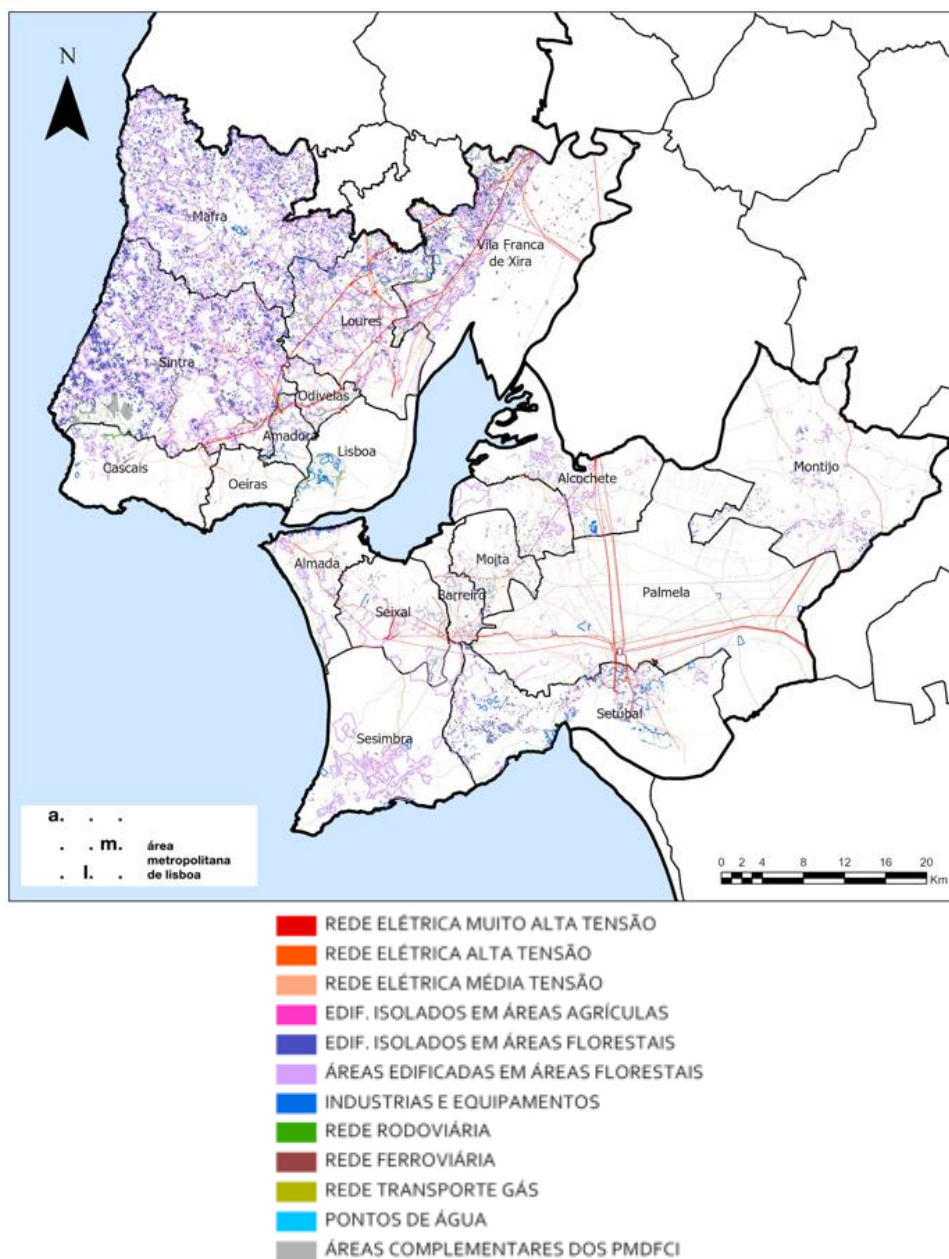 N
Mafra
Vila Franca
de Xira
Loures
Sintra
Odivelas
Amadora
Lisboa
Cascais
Oeiras
Montijo
Alcochete
Moita
Almada
Barreiro
Palmela
Seixal
Setúbal
Sesimbra
a. . .
. . m. área
metropolitana
. l. . de lisboa
0 2 4 8 12 16 20
Km
REDE ELÉTRICA MUITO ALTA TENSÃO
REDE ELÉTRICA ALTA TENSÃO
REDE ELÉTRICA MÉDIA TENSÃO
EDIF. ISOLADOS EM ÁREAS AGRÍCULAS
EDIF. ISOLADOS EM ÁREAS FLORESTAIS
ÁREAS EDIFICADAS EM ÁREAS FLORESTAIS
INDUSTRIAS E EQUIPAMENTOS
REDE RODOVIÁRIA
REDE FERROVIÁRIA
REDE TRANSPORTE GÁS
PONTOS DE ÁGUA
ÁREAS COMPLEMENTARES DOS PMDFCI